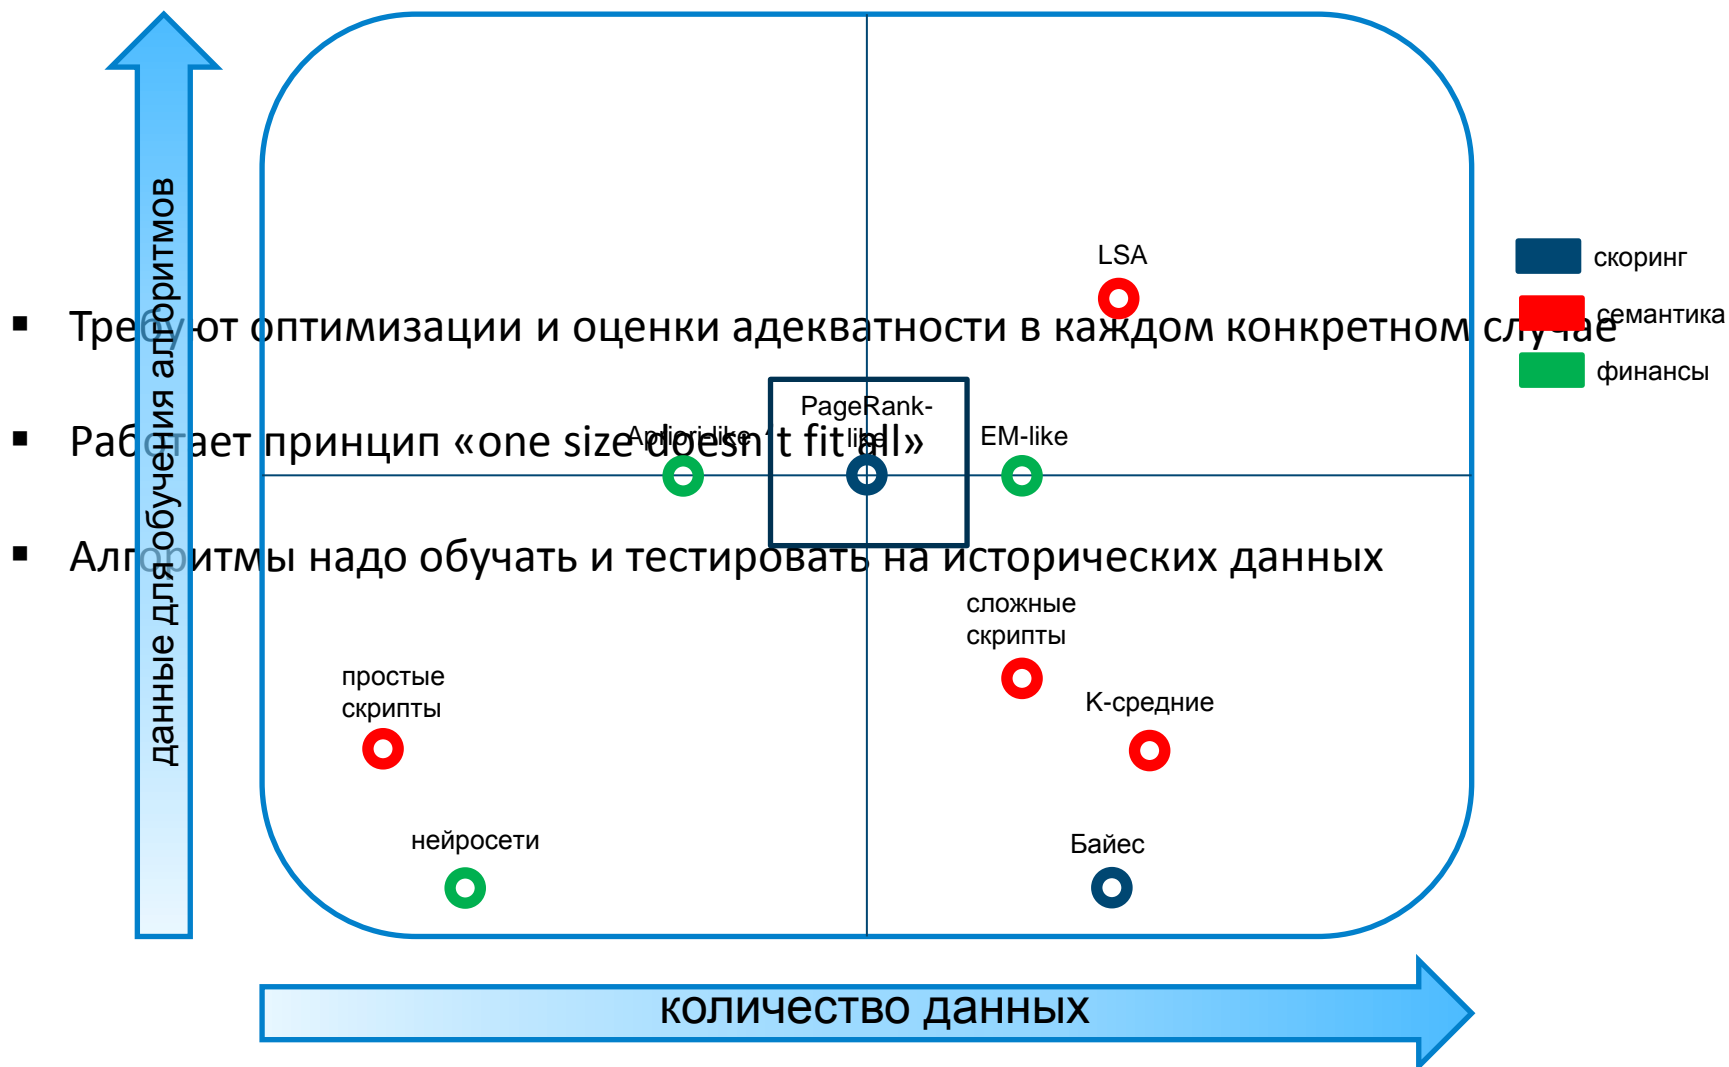 LSA
скоринг
семантика
финансы
▪ Требуют оптимизации и оценки адекватности в каждом конкретном случае
PageRank-
like
Apriori-like
EM-like
▪ Работает принцип «one size doesn't fit all»
▪ Алгоритмы надо обучать и тестировать на исторических данных
сложные
скрипты
простые
скрипты
К-средние
нейросети
Байес
данные для обучения алгоритмов
количество данных